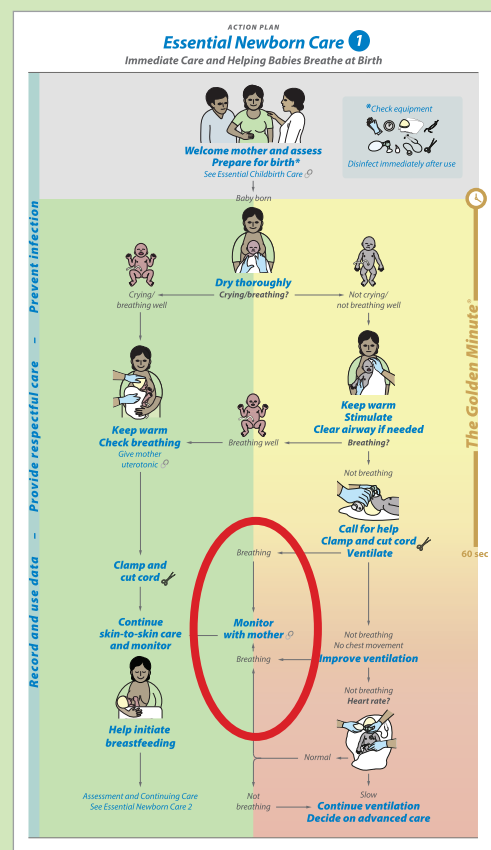 ACTION PLAN
Essential Newborn Care 1
Immediate Care and Helping Babies Breathe at Birth
*Check equipment
Disinfect immediately after use
Welcome mother and assess
Prepare for birth*
See Essential Childbirth Care
Baby born
Dry thoroughly
Crying/breathing?
Crying/
breathing well
Not crying/
not breathing well
Keep warm
Stimulate
Clear airway if needed
Breathing?
Keep warm
Check breathing
Give mother
uterotonic
Breathing well
Not breathing
Call for help
Clamp and cut cord
Ventilate
Breathing
Clamp and
cut cord
Continue
skin-to-skin care
and monitor
Monitor
with mother
Not breathing
No chest movement
Breathing
Improve ventilation
Not breathing
Heart rate?
Help initiate
breastfeeding
Normal
Assessment and Continuing Care
See Essential Newborn Care 2
Not
breathing
Slow
Continue ventilation
Decide on advanced care
Record and use data – Provide respectful care – Prevent infection
The Golden Minute®
60 sec